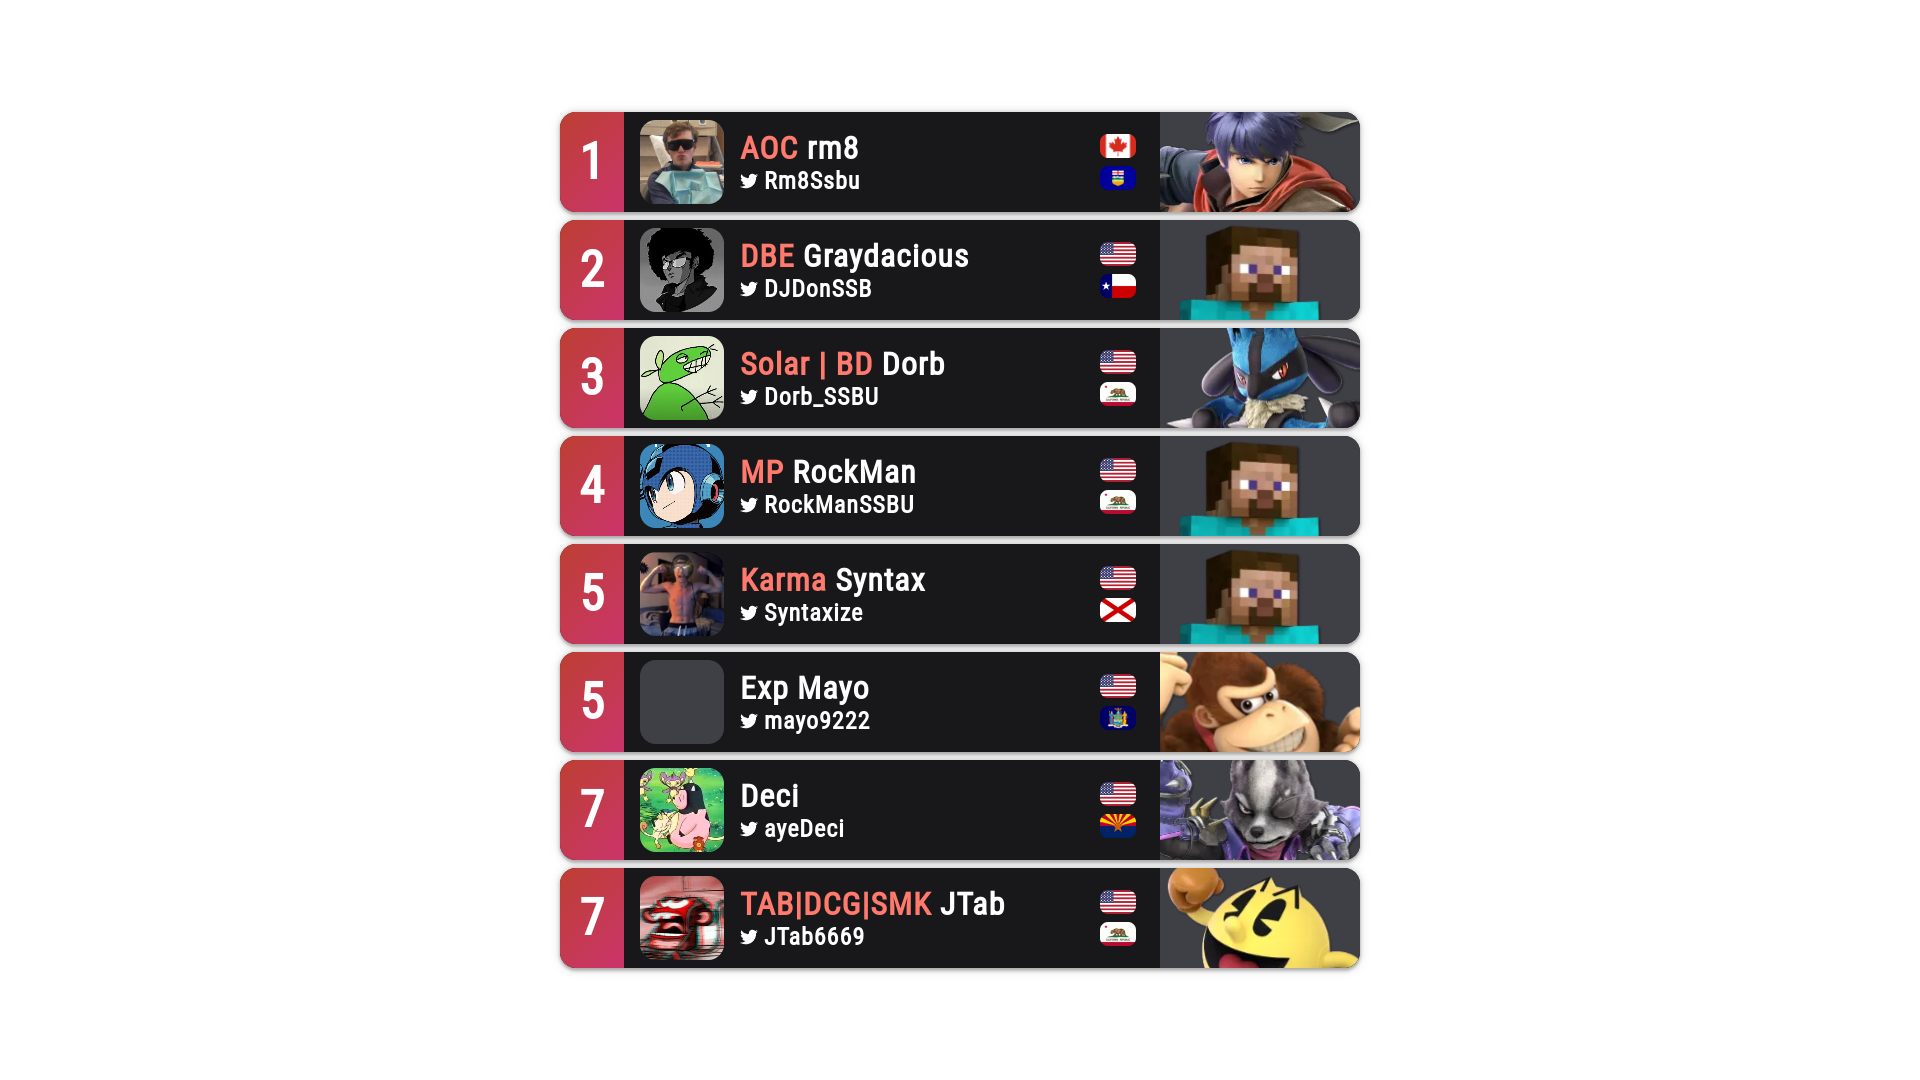 1
AOC rm8
Rm8Ssbu
2
DBE Graydacious
DJDonSSB
3
Solar | BD Dorb
Dorb_SSBU
4
MP RockMan
RockManSSBU
5
Karma Syntax
Syntaxize
5
Exp Mayo
mayo9222
7
Deci
ayeDeci
7
TAB|DCG|SMK JTab
JTab6669